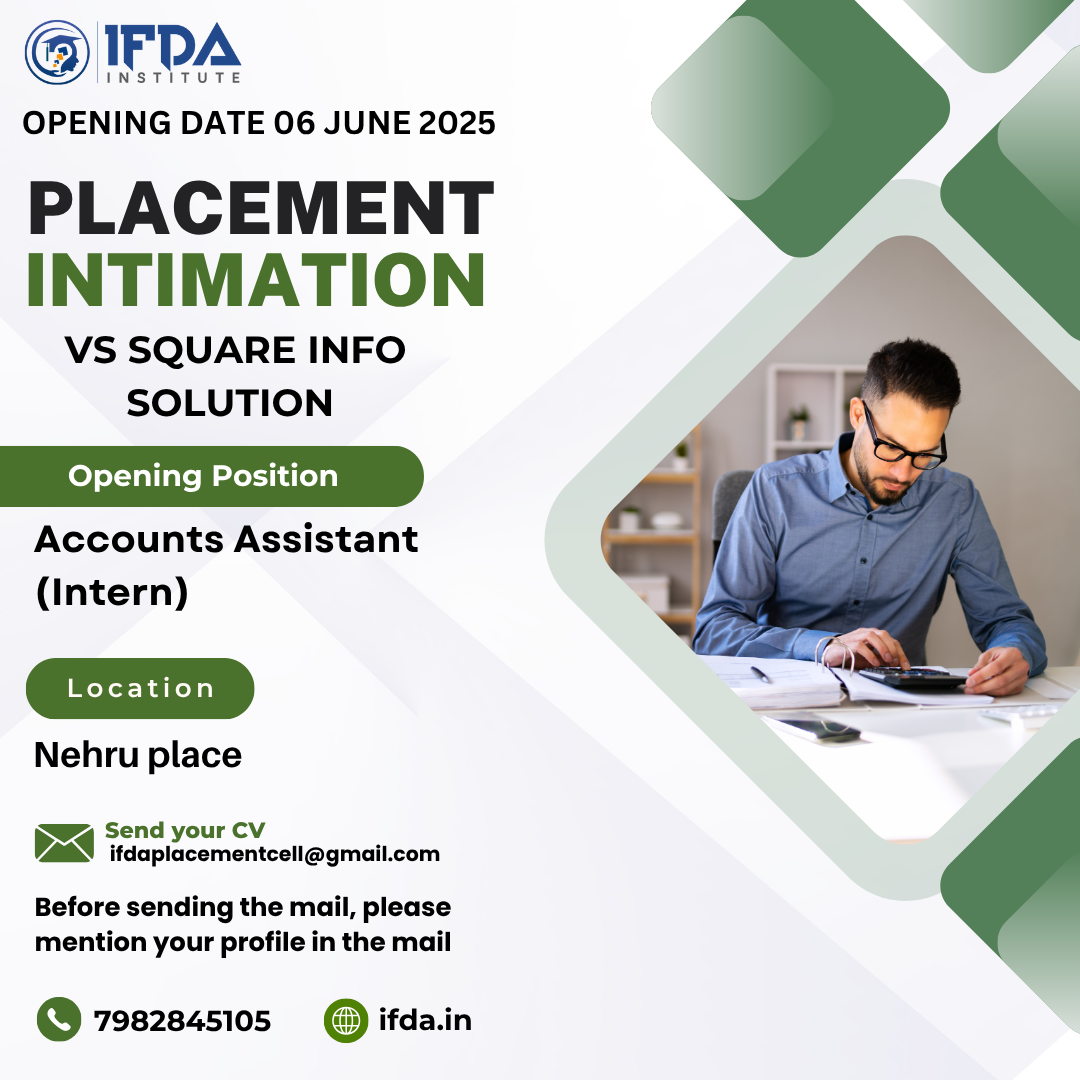 IFDA
INSTITUTE
OPENING DATE 06 JUNE 2025
PLACEMENT
INTIMATION
VS SQUARE INFO
SOLUTION
Opening Position
Accounts Assistant
(Intern)
Location
Nehru place
Send your CV
ifdaplacementcell@gmail.com
Before sending the mail, please
mention your profile in the mail
7982845105
ifda.in